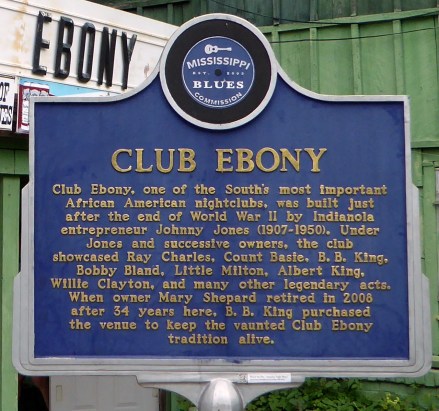 EBONY
MISSISSIPPI
BLUES
COMMISSION
CLUB EBONY
Club Ebony, one of the South's most important
African American nightclubs, was built just
after the end of World War II by Indianola
entrepreneur Johnny Jones (1907-1950). Under
Jones and successive owners, the club
showcased Ray Charles, Count Basie, B. B. King,
Bobby Bland, Little Milton, Albert King,
Willie Clayton, and many other legendary acts.
When owner Mary Shepard retired in 2008
after 34 years here, B. B. King purchased
the venue to keep the vaunted Club Ebony
tradition alive.